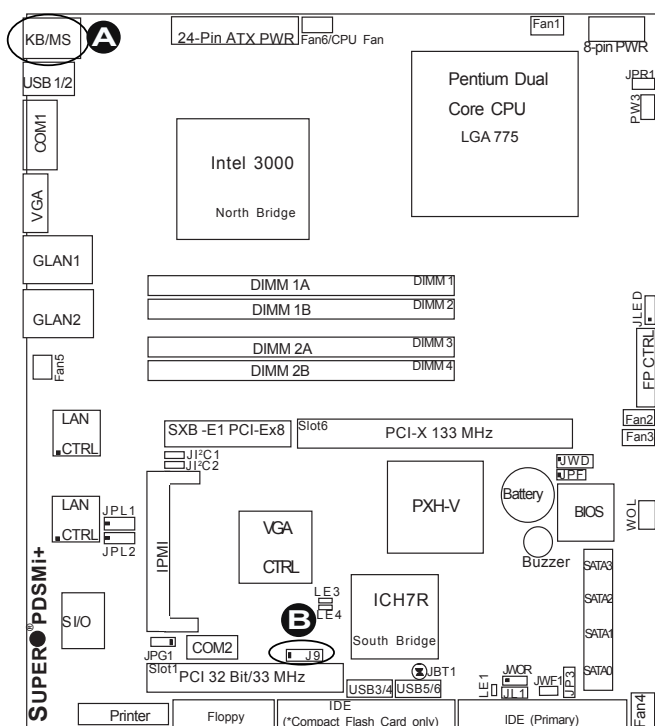 KB/MS
A
24-Pin ATX PWR
Fan6/CPU Fan
Fan1
8-pin PWR
USB 1/2
JPR1
PW3
COM1
Pentium Dual
Core CPU
LGA 775
Intel 3000
North Bridge
VGA
GLAN1
GLAN2
DIMM 1A
DIMM 1
DIMM 1B
DIMM 2
DIMM 2A
DIMM 3
DIMM 2B
DIMM 4
JLED
FP CTRL
Fan5
Fan2
Fan3
LAN
CTRL
SXB -E1 PCI-Ex8
Slot6
PCI-X 133 MHz
JI²C1
JI²C2
JWD
JPF
LAN
CTRL
JPL1
JPL2
IPMI
VGA
CTRL
PXH-V
Battery
BIOS
WOL
Buzzer
SATA3
SATA2
SATA1
SATA0
LE3
LE4
ICH7R
South Bridge
S I/O
B
JPG1
COM2
J9
Slot1
PCI 32 Bit/33 MHz
JBT1
USB3/4
USB5/6
LE1
JWOR
JL1
JWF1
JP3
Fan4
SUPER® PDSMi+
Printer
Floppy
IDE
(*Compact Flash Card only)
IDE (Primary)